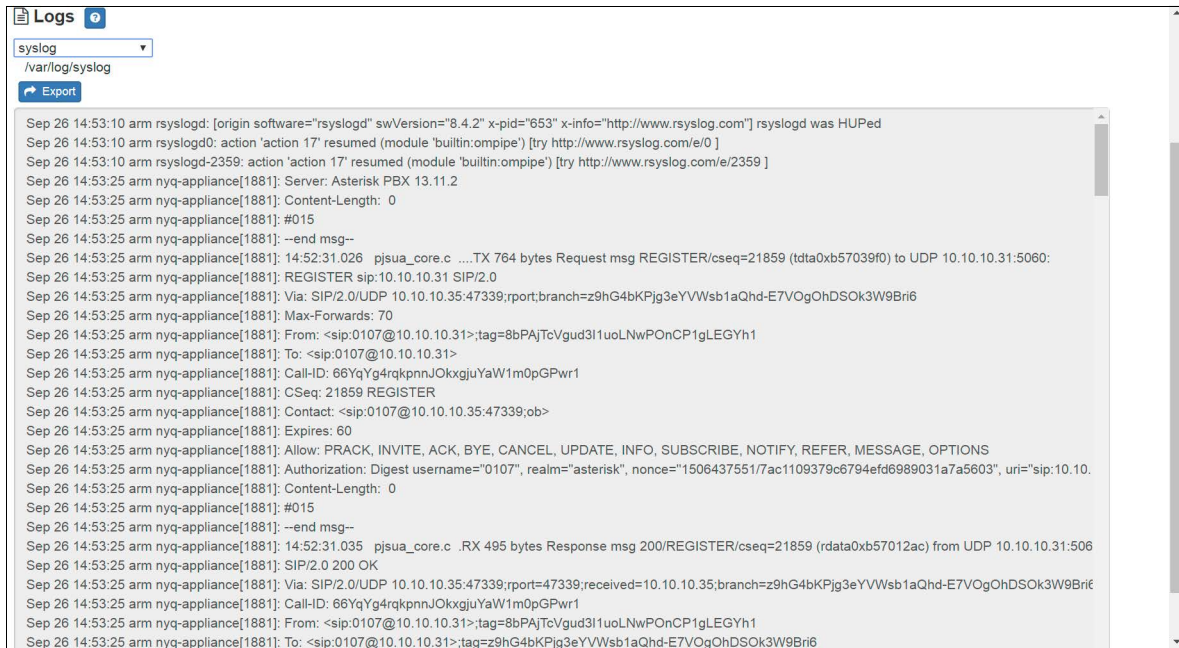 Logs
syslog
/var/log/syslog
Export
Sep 26 14:53:10 arm rsyslogd: [origin software="rsyslogd" swVersion="8.4.2" x-pid="653" x-info="http://www.rsyslog.com"] rsyslogd was HUPed
Sep 26 14:53:10 arm rsyslogd0: action 'action 17' resumed (module 'builtin:ompipe') [try http://www.rsyslog.com/e/0 ]
Sep 26 14:53:10 arm rsyslogd-2359: action 'action 17' resumed (module 'builtin:ompipe') [try http://www.rsyslog.com/e/2359 ]
Sep 26 14:53:25 arm nyq-appliance[1881]: Server: Asterisk PBX 13.11.2
Sep 26 14:53:25 arm nyq-appliance[1881]: Content-Length:  0
Sep 26 14:53:25 arm nyq-appliance[1881]: #015
Sep 26 14:53:25 arm nyq-appliance[1881]: --end msg--
Sep 26 14:53:25 arm nyq-appliance[1881]: 14:52:31.026   pjsua_core.c  ....TX 764 bytes Request msg REGISTER/cseq=21859 (tdta0xb57039f0) to UDP 10.10.10.31:5060:
Sep 26 14:53:25 arm nyq-appliance[1881]: REGISTER sip:10.10.10.31 SIP/2.0
Sep 26 14:53:25 arm nyq-appliance[1881]: Via: SIP/2.0/UDP 10.10.10.35:47339;rport;branch=z9hG4bKPjg3eYVWsb1aQhd-E7VOgOhDSOk3W9Bri6
Sep 26 14:53:25 arm nyq-appliance[1881]: Max-Forwards: 70
Sep 26 14:53:25 arm nyq-appliance[1881]: From: <sip:0107@10.10.10.31>;tag=8bPAjTcVgud3I1uoLNwPOnCP1gLEGYh1
Sep 26 14:53:25 arm nyq-appliance[1881]: To: <sip:0107@10.10.10.31>
Sep 26 14:53:25 arm nyq-appliance[1881]: Call-ID: 66YqYg4rqkpnnJOkxgjuYaW1m0pGPwr1
Sep 26 14:53:25 arm nyq-appliance[1881]: CSeq: 21859 REGISTER
Sep 26 14:53:25 arm nyq-appliance[1881]: Contact: <sip:0107@10.10.10.35:47339;ob>
Sep 26 14:53:25 arm nyq-appliance[1881]: Expires: 60
Sep 26 14:53:25 arm nyq-appliance[1881]: Allow: PRACK, INVITE, ACK, BYE, CANCEL, UPDATE, INFO, SUBSCRIBE, NOTIFY, REFER, MESSAGE, OPTIONS
Sep 26 14:53:25 arm nyq-appliance[1881]: Authorization: Digest username="0107", realm="asterisk", nonce="1506437551/7ac1109379c6794efd6989031a7a5603", uri="sip:10.10.
Sep 26 14:53:25 arm nyq-appliance[1881]: Content-Length:  0
Sep 26 14:53:25 arm nyq-appliance[1881]: #015
Sep 26 14:53:25 arm nyq-appliance[1881]: --end msg--
Sep 26 14:53:25 arm nyq-appliance[1881]: 14:52:31.035   pjsua_core.c  .RX 495 bytes Response msg 200/REGISTER/cseq=21859 (rdata0xb57012ac) from UDP 10.10.10.31:506
Sep 26 14:53:25 arm nyq-appliance[1881]: SIP/2.0 200 OK
Sep 26 14:53:25 arm nyq-appliance[1881]: Via: SIP/2.0/UDP 10.10.10.35:47339;rport=47339;received=10.10.10.35;branch=z9hG4bKPjg3eYVWsb1aQhd-E7VOgOhDSOk3W9Bri6
Sep 26 14:53:25 arm nyq-appliance[1881]: Call-ID: 66YqYg4rqkpnnJOkxgjuYaW1m0pGPwr1
Sep 26 14:53:25 arm nyq-appliance[1881]: From: <sip:0107@10.10.10.31>;tag=8bPAjTcVgud3I1uoLNwPOnCP1gLEGYh1
Sep 26 14:53:25 arm nyq-appliance[1881]: To: <sip:0107@10.10.10.31>;tag=z9hG4bKPjg3eYVWsb1aQhd-E7VOgOhDSOk3W9Bri6